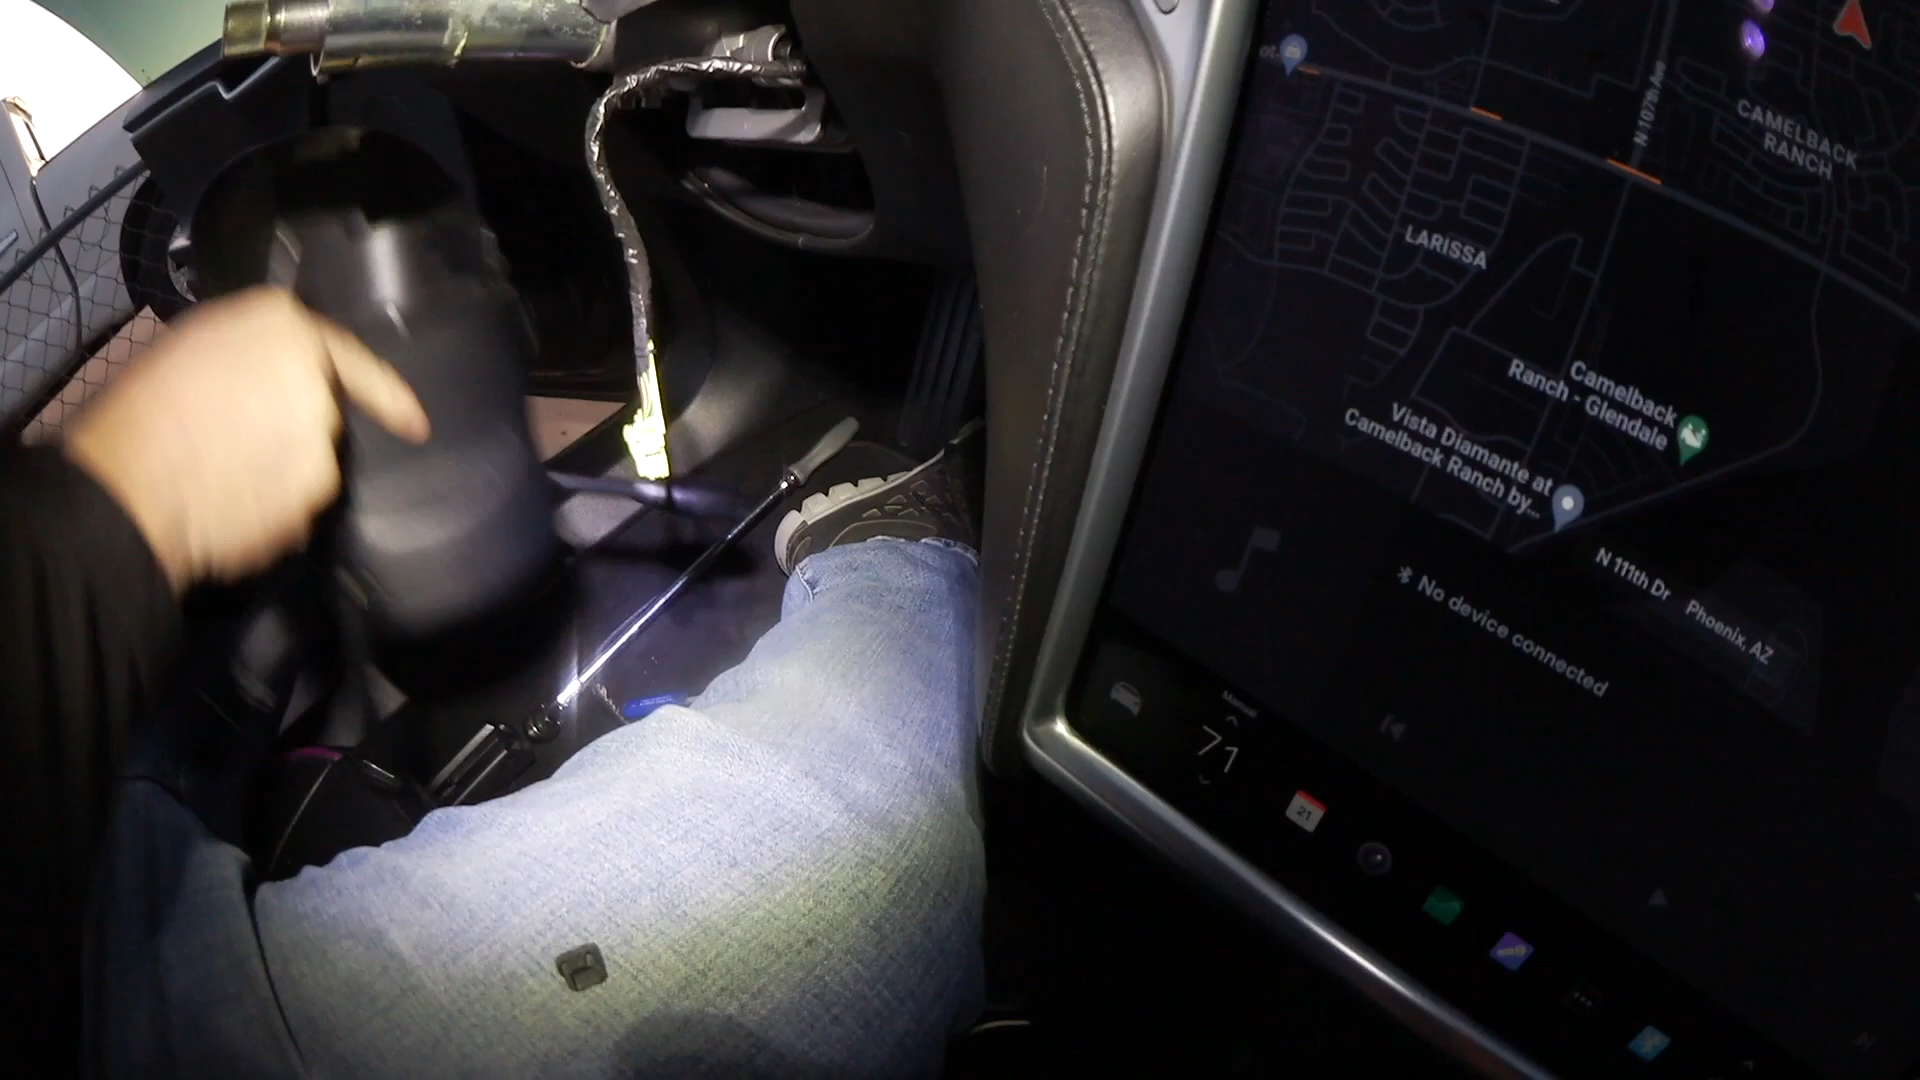 N 107th Ave
CAMELBACK
RANCH
LARISSA
Camelback
Ranch - Glendale
Vista Diamante at
Camelback Ranch by...
N 111th Dr Phoenix, AZ
No device connected
Manual
71
21